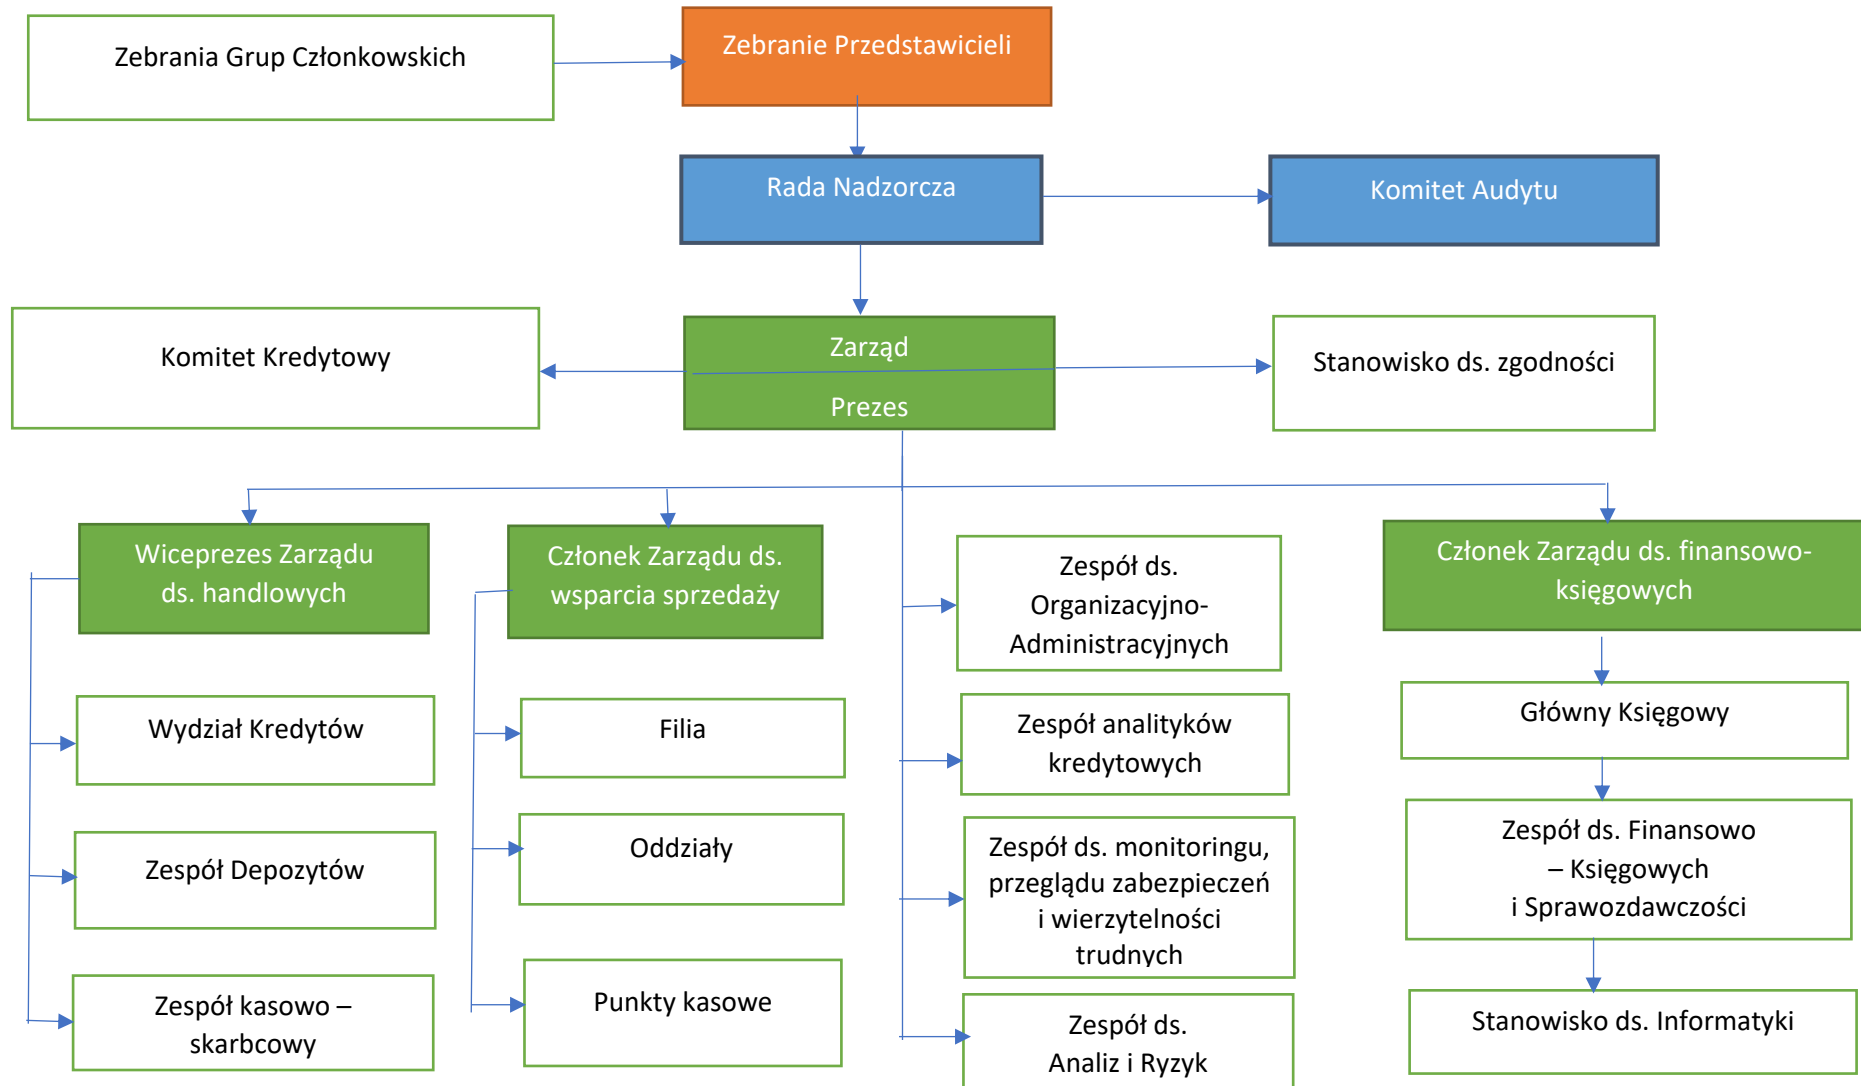 Zebrania Grup Członkowskich
Zebranie Przedstawicieli
Rada Nadzorcza
Komitet Audytu
Komitet Kredytowy
Zarząd
Prezes
Stanowisko ds. zgodności
Wiceprezes Zarządu
ds. handlowych
Wydział Kredytów
Zespół Depozytów
Zespół kasowo –
skarbcowy
Członek Zarządu ds.
wsparcia sprzedaży
Filia
Oddziały
Punkty kasowe
Zespół ds.
Organizacyjno-
Administracyjnych
Zespół analityków
kredytowych
Zespół ds. monitoringu,
przeglądu zabezpieczeń
i wierzytelności
trudnych
Zespół ds.
Analiz i Ryzyk
Członek Zarządu ds. finansowo-
księgowych
Główny Księgowy
Zespół ds. Finansowo
– Księgowych
i Sprawozdawczości
Stanowisko ds. Informatyki